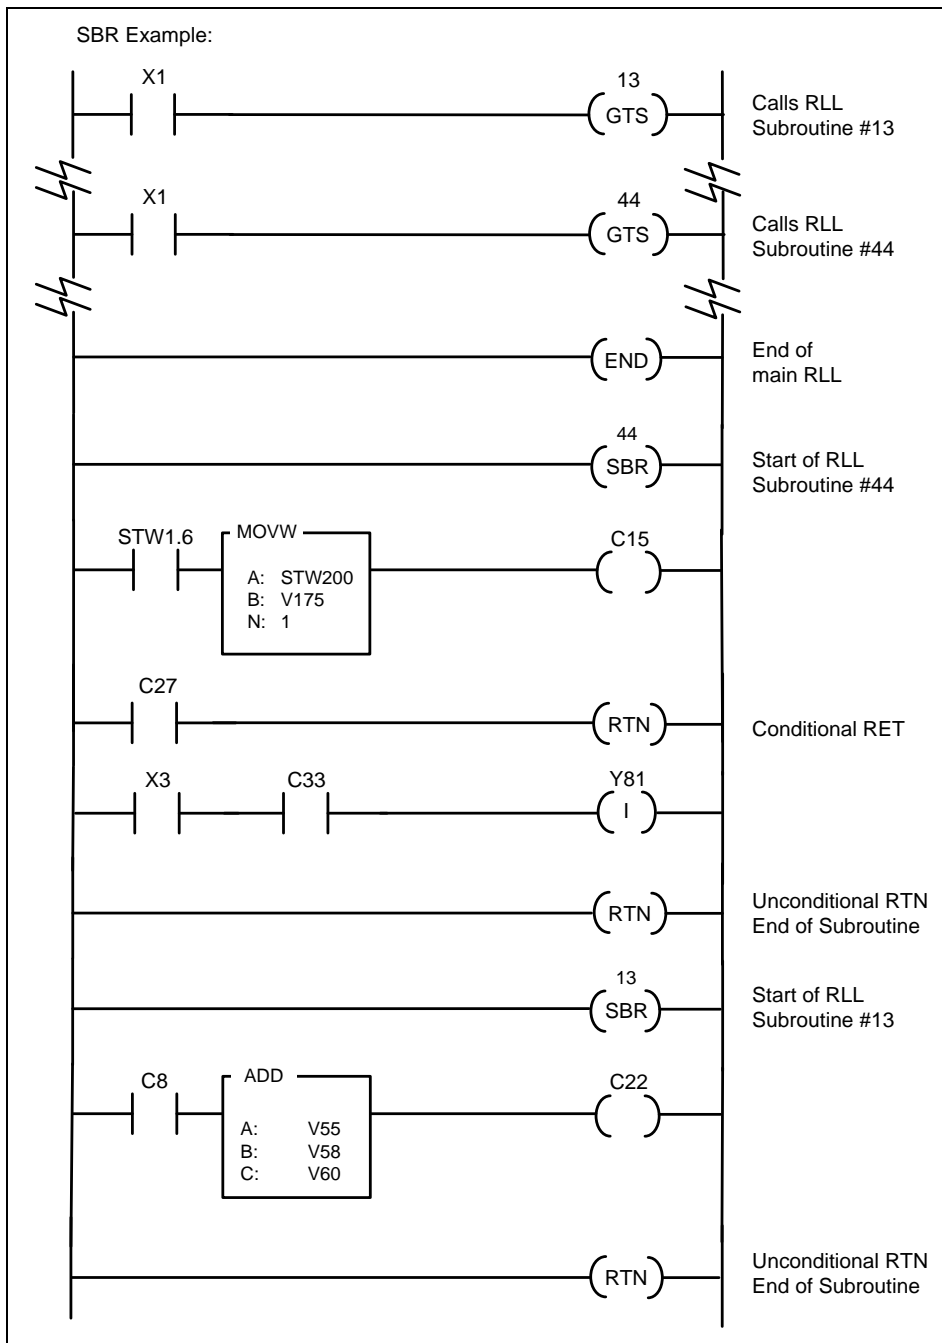 SBR Example:
X1
13
GTS
Calls RLL
Subroutine #13
X1
44
GTS
Calls RLL
Subroutine #44
END
End of
main RLL
44
SBR
Start of RLL
Subroutine #44
STW1.6
MOVW
A: STW200
B: V175
N: 1
C15
C27
RTN
Conditional RET
X3
C33
Y81
I
RTN
Unconditional RTN
End of Subroutine
13
SBR
Start of RLL
Subroutine #13
C8
ADD
A: V55
B: V58
C: V60
C22
RTN
Unconditional RTN
End of Subroutine